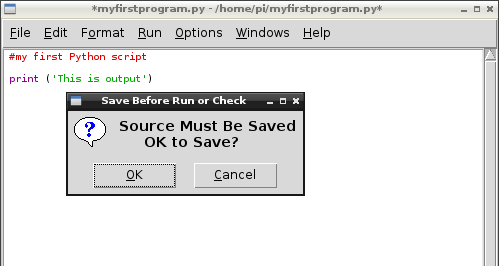 *myfirstprogram.py - /home/pi/myfirstprogram.py*
File Edit Format Run Options Windows Help
#my first Python script
print ('This is output')
Save Before Run or Check
?
Source Must Be Saved
OK to Save?
OK Cancel